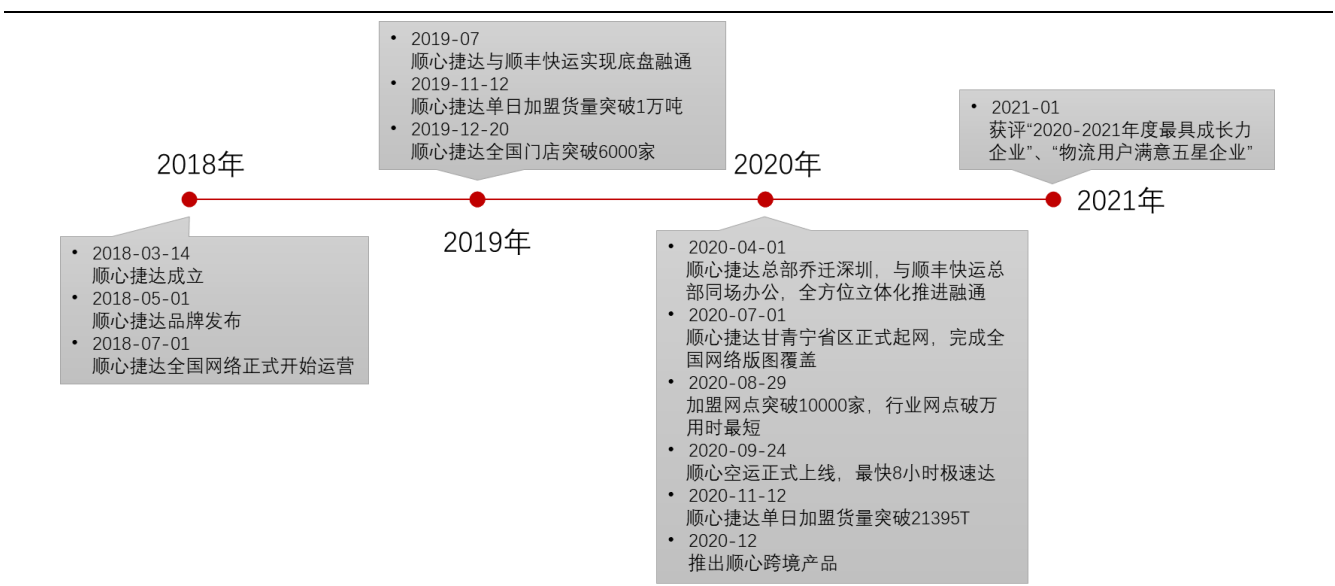 2018年
• 2018-03-14
顺心捷达成立
• 2018-05-01
顺心捷达品牌发布
• 2018-07-01
顺心捷达全国网络正式开始运营
• 2019-07
顺心捷达与顺丰快运实现底盘融通
• 2019-11-12
顺心捷达单日加盟货量突破1万吨
• 2019-12-20
顺心捷达全国门店突破6000家
2019年
2020年
• 2020-04-01
顺心捷达总部乔迁深圳，与顺丰快运总
部同场办公，全方位立体化推进融通
• 2020-07-01
顺心捷达甘青宁省区正式起网，完成全
国网络版图覆盖
• 2020-08-29
加盟网点突破10000家，行业网点破万
用时最短
• 2020-09-24
顺心空运正式上线，最快8小时极速达
• 2020-11-12
顺心捷达单日加盟货量突破21395T
• 2020-12
推出顺心跨境产品
• 2021-01
获评“2020-2021年度最具成长力
企业”、“物流用户满意五星企业”
2021年